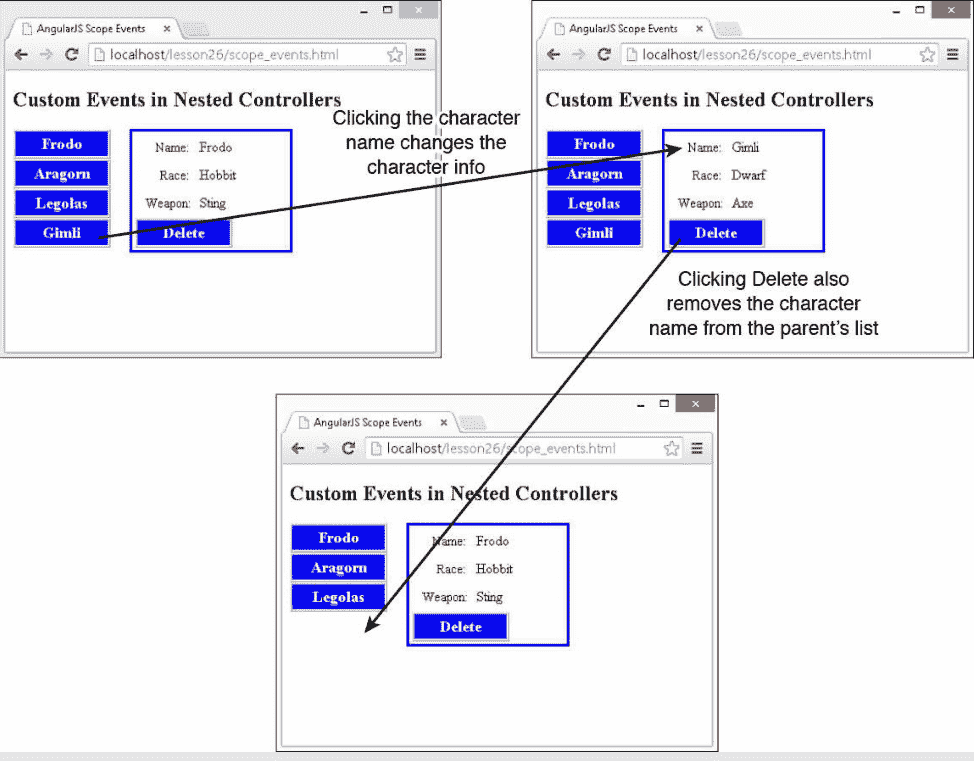 AngularJS Scope Events
localhost/lesson26/scope_events.html
Custom Events in Nested Controllers
Frodo
Aragorn
Legolas
Gimli
Name: Frodo
Race: Hobbit
Weapon: Sting
Delete
Clicking the character
name changes the
character info
AngularJS Scope Events
localhost/lesson26/scope_events.html
Custom Events in Nested Controllers
Frodo
Aragorn
Legolas
Gimli
Name: Gimli
Race: Dwarf
Weapon: Axe
Delete
Clicking Delete also
removes the character
name from the parent's list
AngularJS Scope Events
localhost/lesson26/scope_events.html
Custom Events in Nested Controllers
Frodo
Aragorn
Legolas
Name: Frodo
Race: Hobbit
Weapon: Sting
Delete